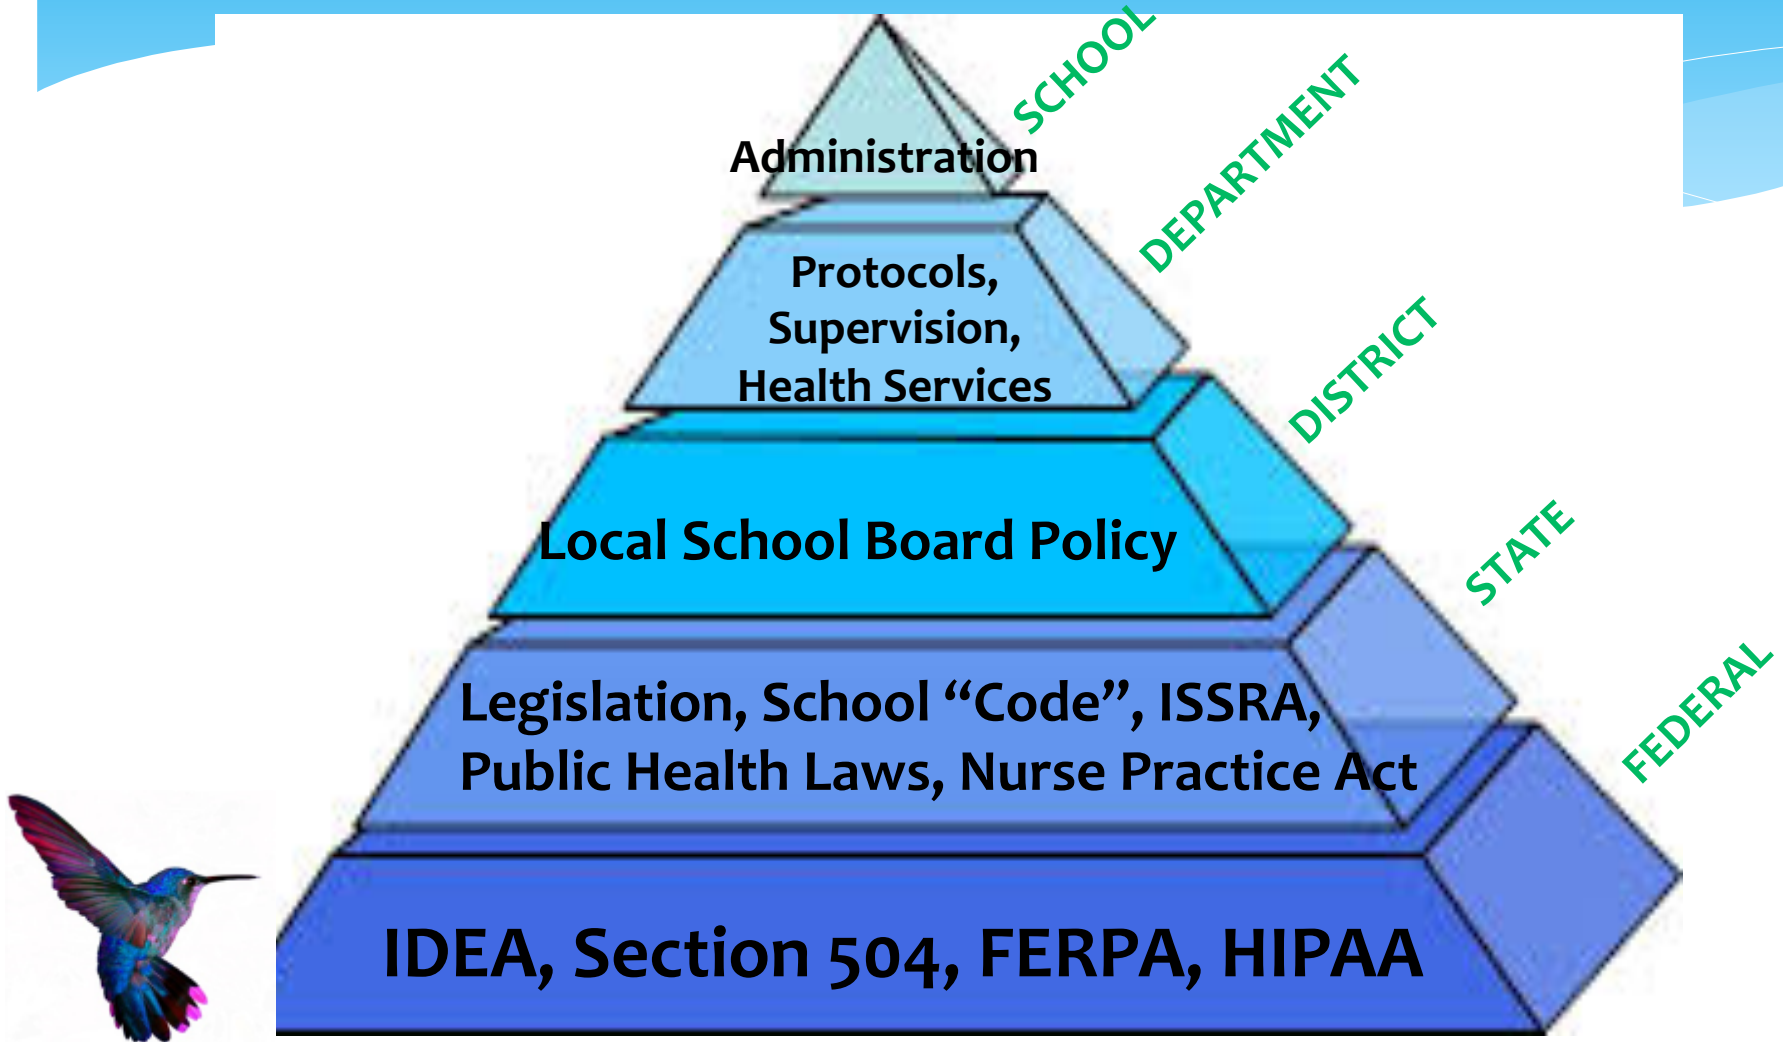 SCHOOL
Administration
DEPARTMENT
Protocols,
Supervision,
Health Services
DISTRICT
Local School Board Policy
STATE
Legislation, School “Code”, ISSRA,
Public Health Laws, Nurse Practice Act
FEDERAL
IDEA, Section 504, FERPA, HIPAA